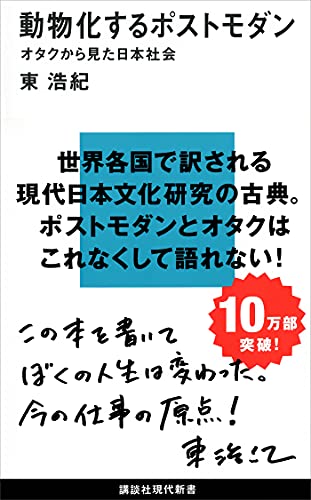 動物化するポストモダン
オタクから見た日本社会
東 浩紀
世界各国で訳される
現代日本文化研究の古典。
ポストモダンとオタクは
これなくして語れない!
10万部
突破!
この本を書いて
ぼくの人生は変わった。
今の仕事の原点!
東浩紀
講談社現代新書